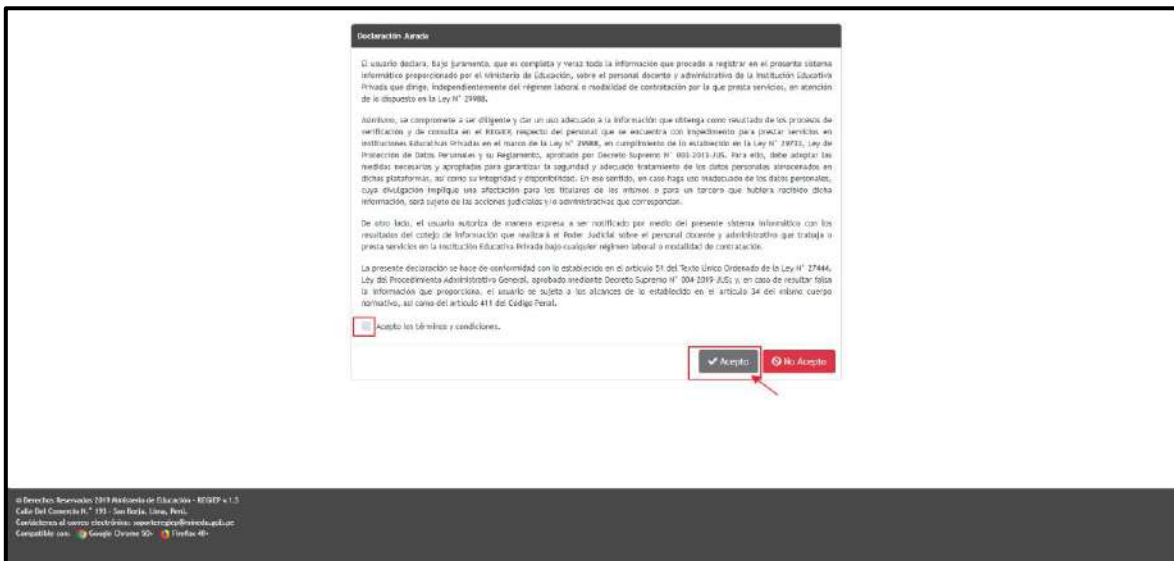 Declaración Jurada
El usuario declara, bajo juramento, que es completa y veraz toda la información que procede a registrar en el presente sistema
informático proporcionado por el Ministerio de Educación, sobre el personal docente y administrativo de la Institución Educativa
Privada que dirige, independientemente del régimen laboral o modalidad de contratación por la que presta servicios, en atención
de lo dispuesto en la Ley N° 29988.
Asimismo, se compromete a ser diligente y dar un uso adecuado a la información que obtenga como resultado de los procesos de
verificación y de consulta en el REGIEP, respecto del personal que se encuentra con impedimento para prestar servicios en
Instituciones Educativas Privadas en el marco de la Ley N° 29988, en cumplimiento de lo establecido en la Ley N° 29733, Ley de
Protección de Datos Personales y su Reglamento, aprobado por Decreto Supremo N° 003-2013-JUS. Para ello, debe adoptar las
medidas necesarias y apropiadas para garantizar la seguridad y adecuado tratamiento de los datos personales almacenados en
dichas plataformas, así como su integridad y disponibilidad. En ese sentido, en caso haga uso inadecuado de los datos personales,
cuya divulgación implique una afectación para los titulares de los mismos o para un tercero que hubiera recibido dicha
información, será sujeto de las acciones judiciales y/o administrativas que correspondan.
De otro lado, el usuario autoriza de manera expresa a ser notificado por medio del presente sistema informático con los
resultados del cotejo de información que realizará el Poder Judicial sobre el personal docente y administrativo que trabaja o
presta servicios en la Institución Educativa Privada bajo cualquier régimen laboral o modalidad de contratación.
La presente declaración se hace de conformidad con lo establecido en el artículo 51 del Texto Único Ordenado de la Ley N° 27444,
Ley del Procedimiento Administrativo General, aprobado mediante Decreto Supremo N° 004-2019-JUS; y, en caso de resultar falsa
la información que proporciona, el usuario se sujeta a los alcances de lo establecido en el artículo 34 del mismo cuerpo
normativo, así como del artículo 411 del Código Penal.
Acepto los términos y condiciones.
Acepto No Acepto
© Derechos Reservados 2019 Ministerio de Educación - REGIEP v 1.3
Calle Del Comercio N.° 193 - San Borja, Lima, Perú.
Contáctenos al correo electrónico: soporteregiep@minedu.gob.pe
Compatible con: Google Chrome 50+ Firefox 48+